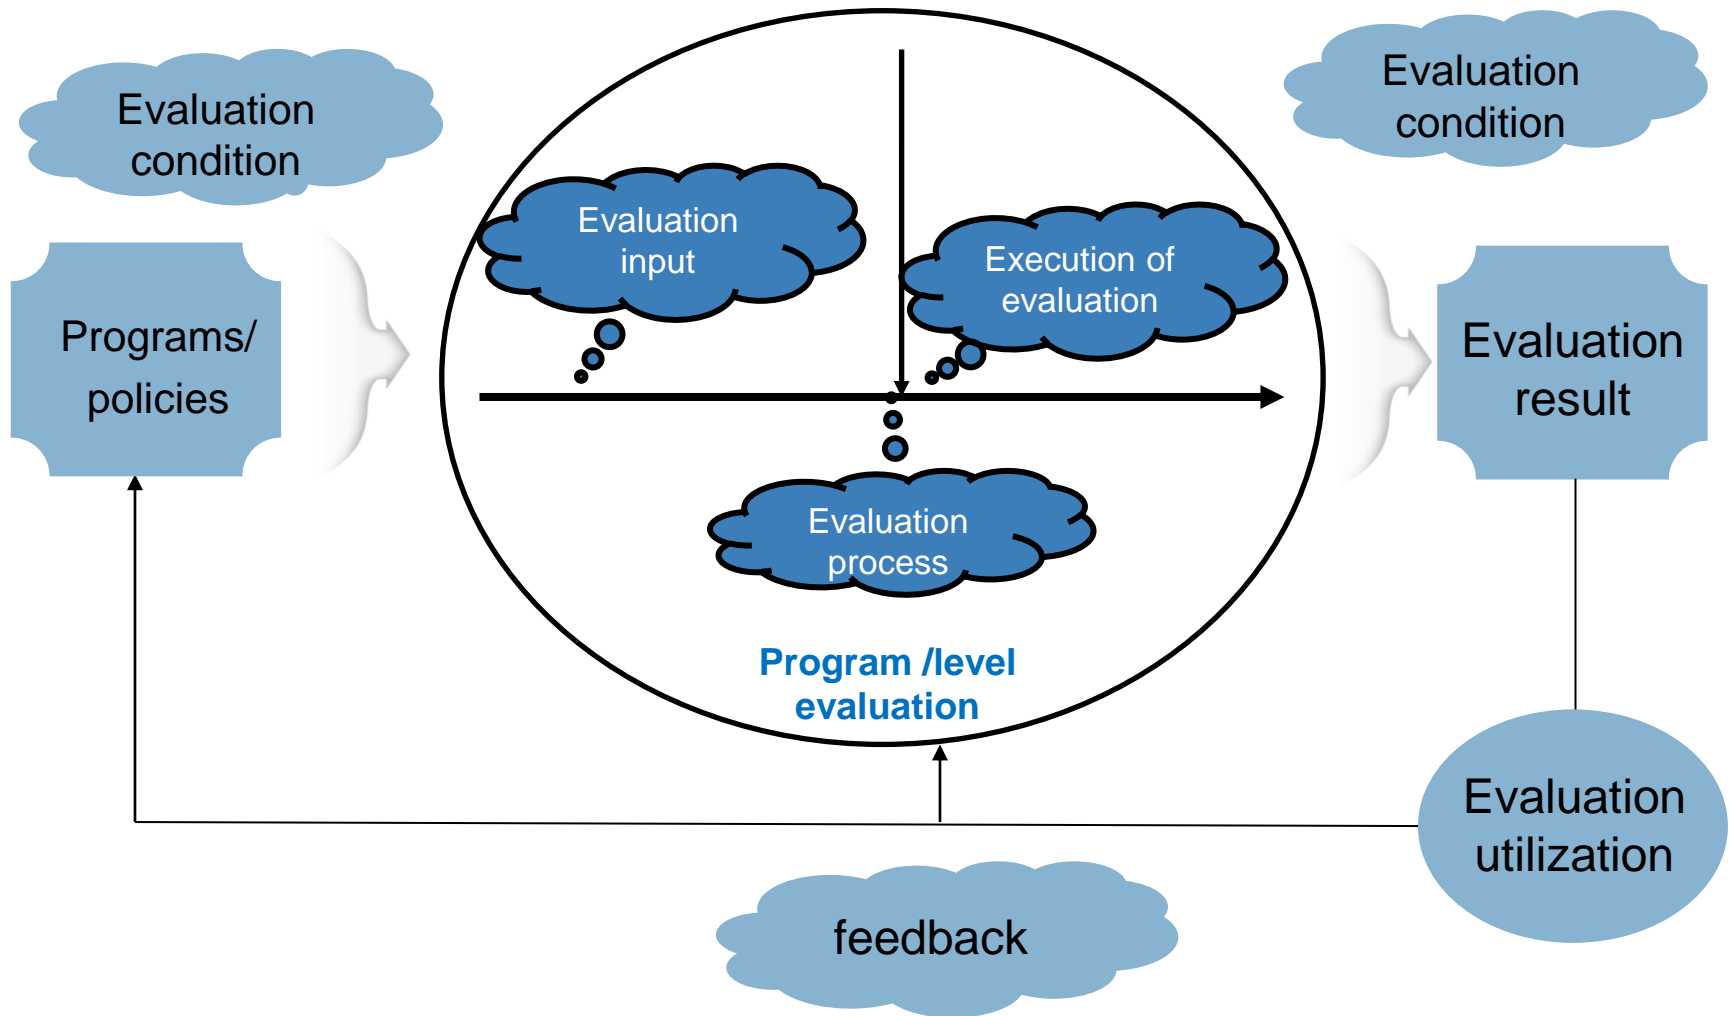 Evaluation
condition
Evaluation
condition
Evaluation
input
Execution of
evaluation
Programs/
policies
Evaluation
result
Evaluation
process
Program /level
evaluation
Evaluation
utilization
feedback